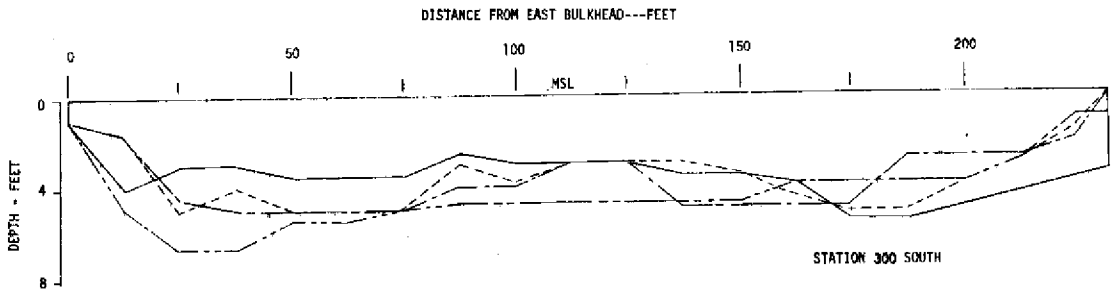 DISTANCE FROM EAST BULKHEAD---FEET
0 50 100 150 200
MSL
0
4
8
DEPTH - FEET
STATION 300 SOUTH